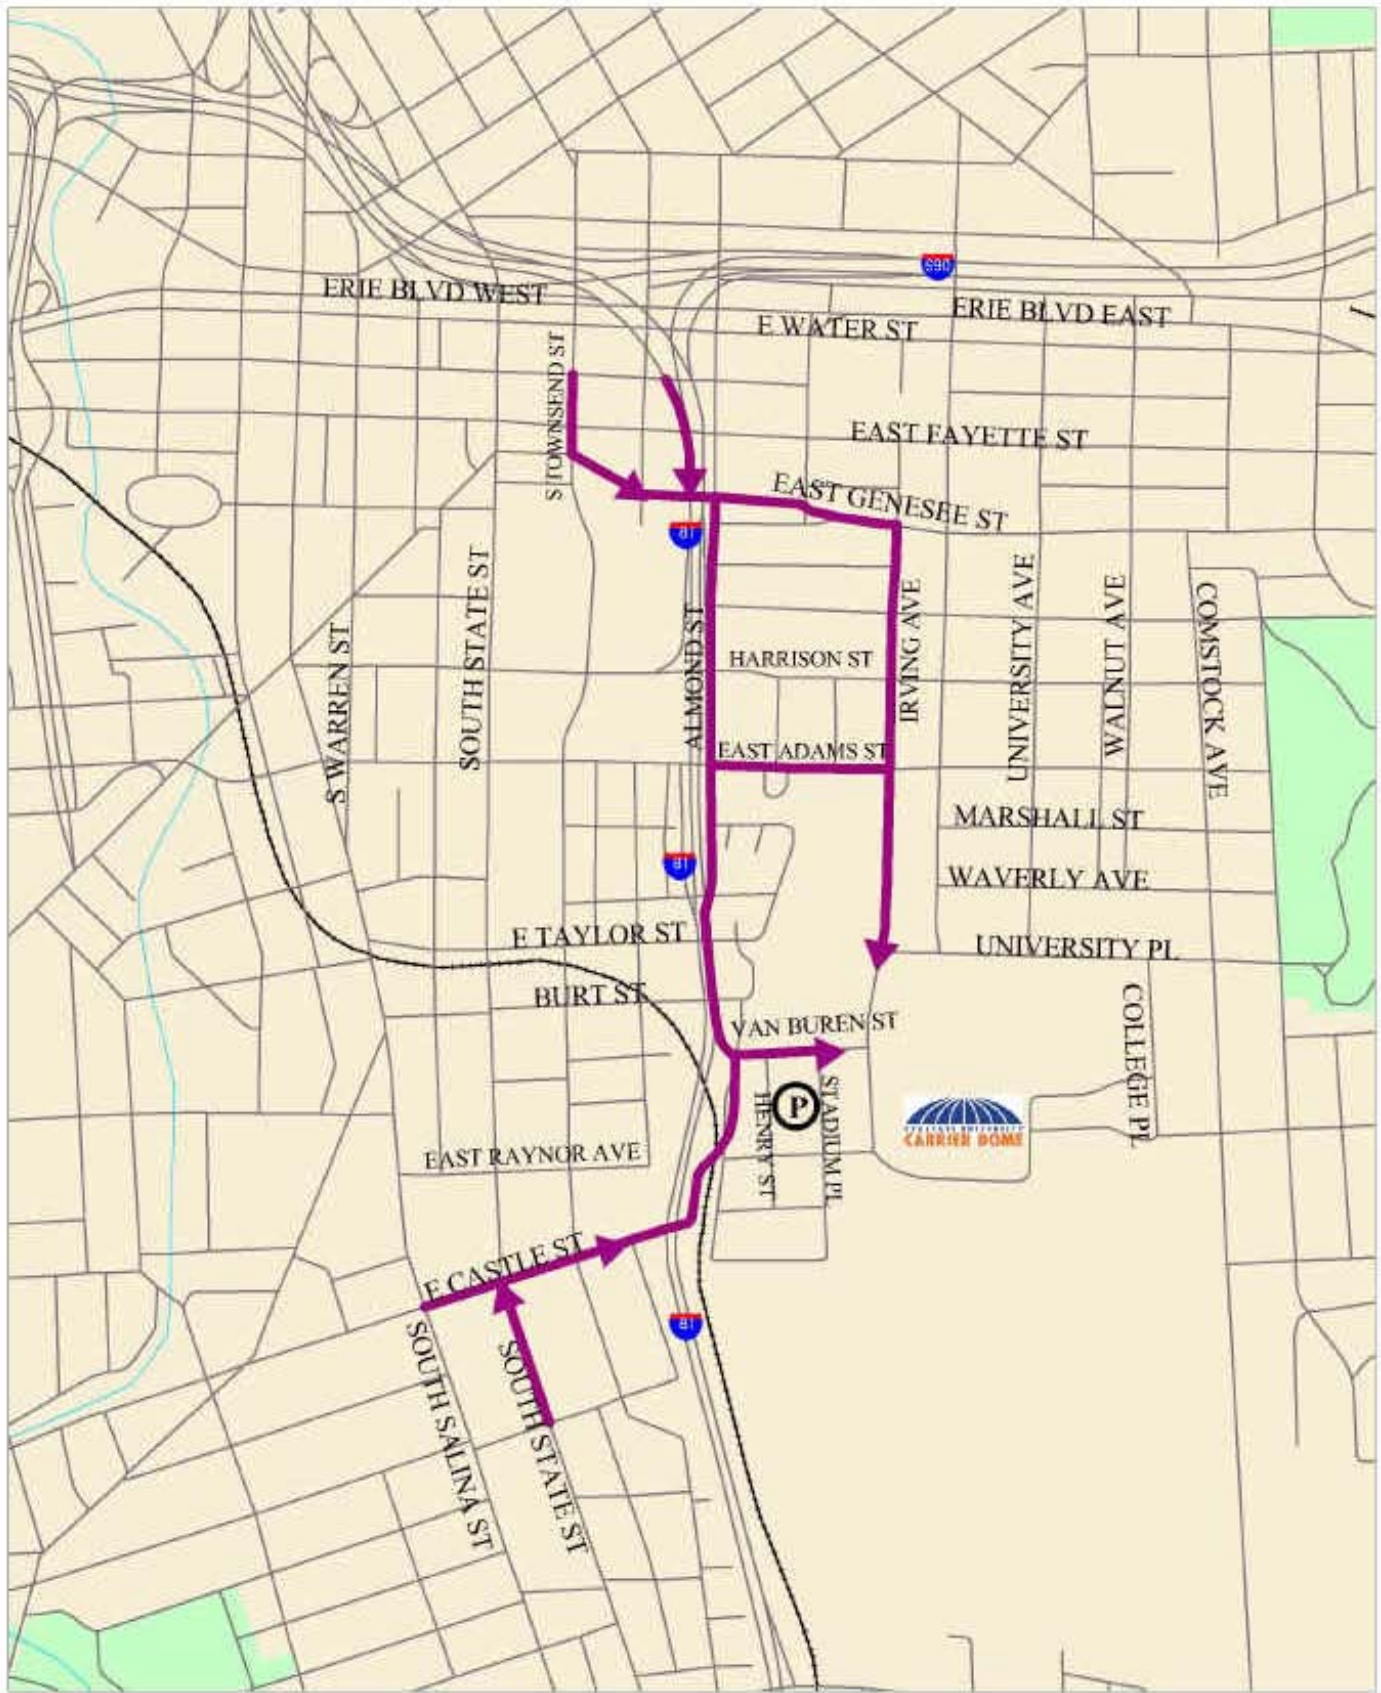 690
ERIE BLVD WEST
ERIE BLVD EAST
E WATER ST
S TOWNSEND ST
EAST FAYETTE ST
EAST GENESEE ST
81
SOUTH STATE ST
S WARREN ST
ALMOND ST
HARRISON ST
IRVING AVE
UNIVERSITY AVE
WALNUT AVE
COMSTOCK AVE
EAST ADAMS ST
MARSHALL ST
81
WAVERLY AVE
E TAYLOR ST
UNIVERSITY PL
BURT ST
VAN BUREN ST
COLLEGE PL
P
HENRY ST
STADIUM PL
SYRACUSE UNIVERSITY
CARRIER DOME
EAST RAYNOR AVE
E CASTLE ST
81
SOUTH SALINA ST
SOUTH STATE ST